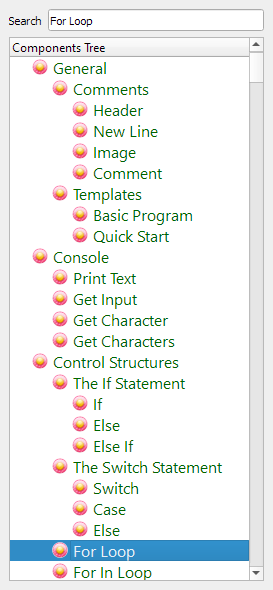 Search For Loop
Components Tree
General
Comments
Header
New Line
Image
Comment
Templates
Basic Program
Quick Start
Console
Print Text
Get Input
Get Character
Get Characters
Control Structures
The If Statement
If
Else
Else If
The Switch Statement
Switch
Case
Else
For Loop
For In Loop